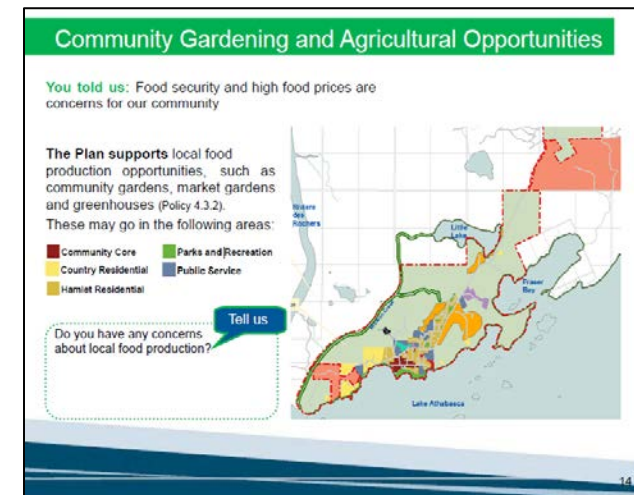 Community Gardening and Agricultural Opportunities
You told us: Food security and high food prices are
concerns for our community
The Plan supports local food
production opportunities, such as
community gardens, market gardens
and greenhouses (Policy 4.3.2).
These may go in the following areas:
Community Core
Parks and Recreation
Country Residential
Public Service
Hamlet Residential
Tell us
Do you have any concerns
about local food production?
Riviere
des
Rochers
Little
Lake
Fraser
Bay
Lake Athabasca
14